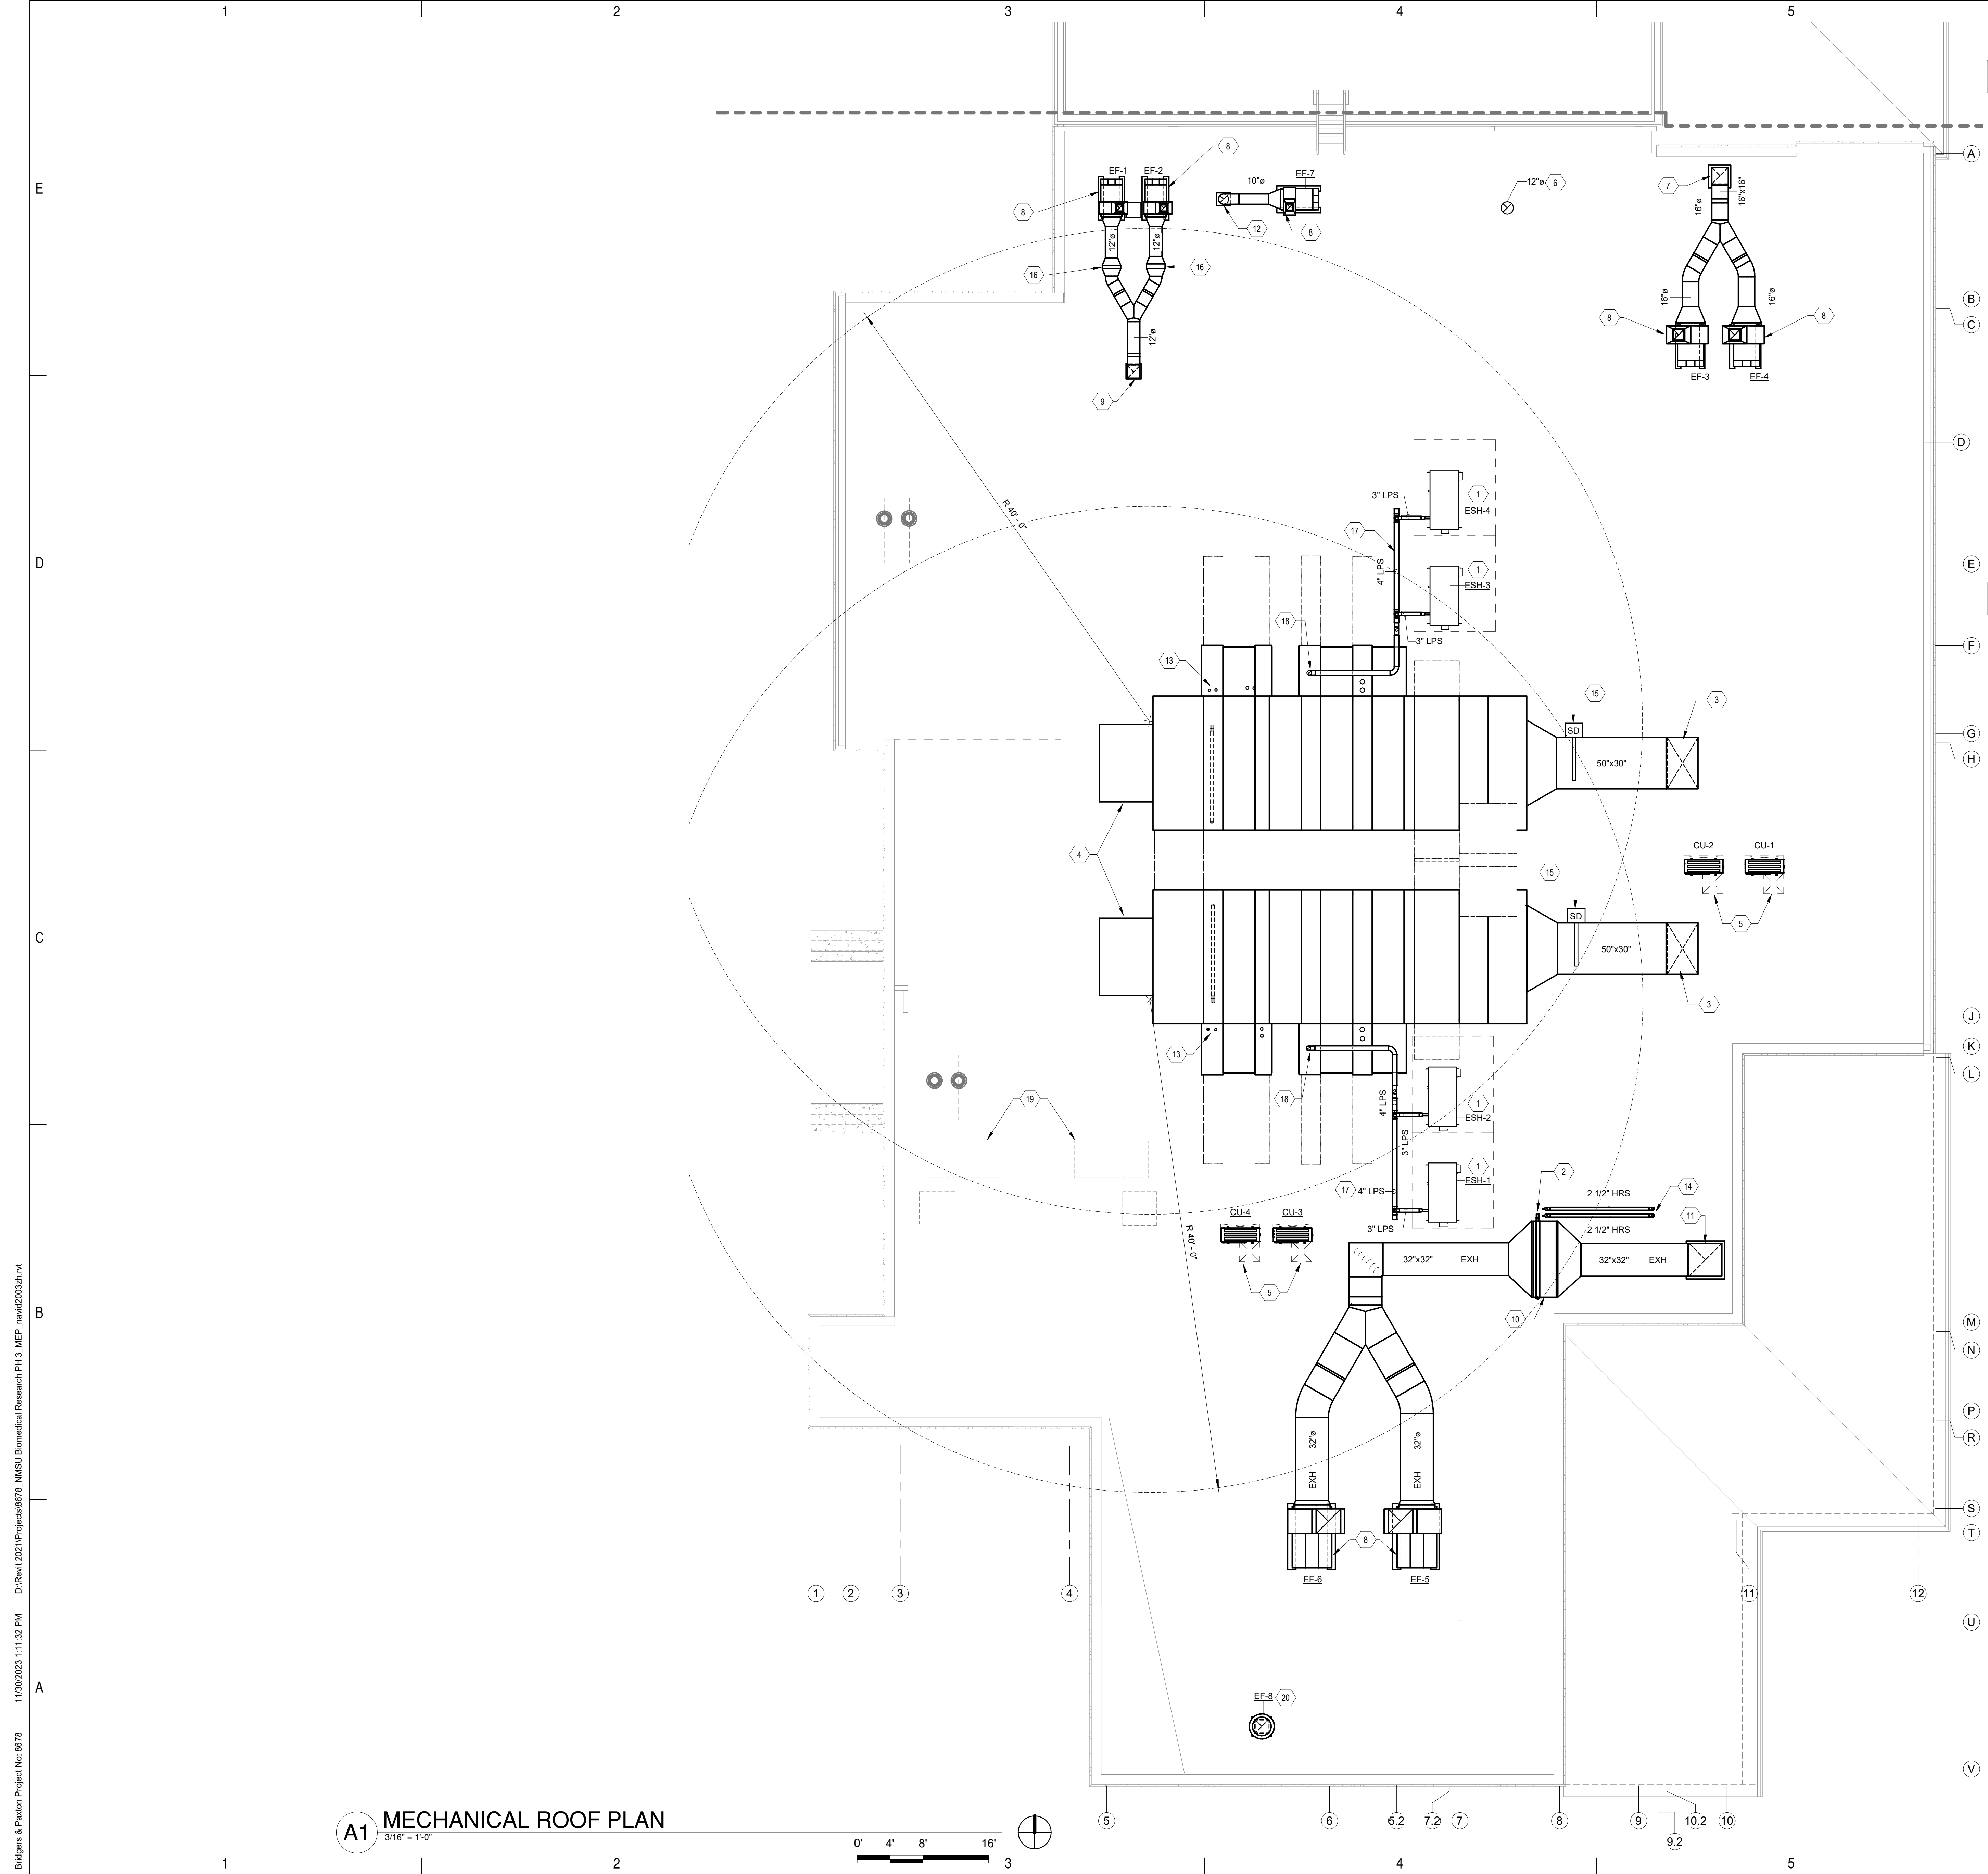 1 2 3 4 5
E
D
C
B
A
A
B
C
D
E
F
G
H
J
K
L
M
N
P
R
S
T
U
V
EF-1 EF-2
8
8
12"ø
12"ø
16
16
12"ø
9
10"ø
EF-7
12
8
12"ø
6
7
16"x16"
16"ø
16"ø
16"ø
8
8
EF-3
EF-4
R 40' - 0"
3" LPS
1
ESH-4
17
4" LPS
1
ESH-3
3" LPS
18
13
15
SD
3
50"x30"
4
CU-2
CU-1
5
15
SD
50"x30"
3
13
18
4" LPS
1
ESH-2
3" LPS
1
ESH-1
17
4" LPS
3" LPS
19
R 40' - 0"
CU-4
CU-3
5
2
2 1/2" HRS
14
2 1/2" HRS
11
32"x32" EXH
32"x32" EXH
10
32"ø
EXH
32"ø
EXH
8
EF-6
EF-5
EF-8
20
1
2
3
4
11
12
5
6
5.2
7.2
7
8
9
9.2
10.2
10
A1
MECHANICAL ROOF PLAN
3/16" = 1'-0"
0' 4' 8' 16'
1 2 3 4 5
Bridgers & Paxton Project No: 8678 11/30/2023 1:11:32 PM D:\Revit 2021\Projects\8678_NMSU Biomedical Research PH 3_MEP_navid2003zh.rvt